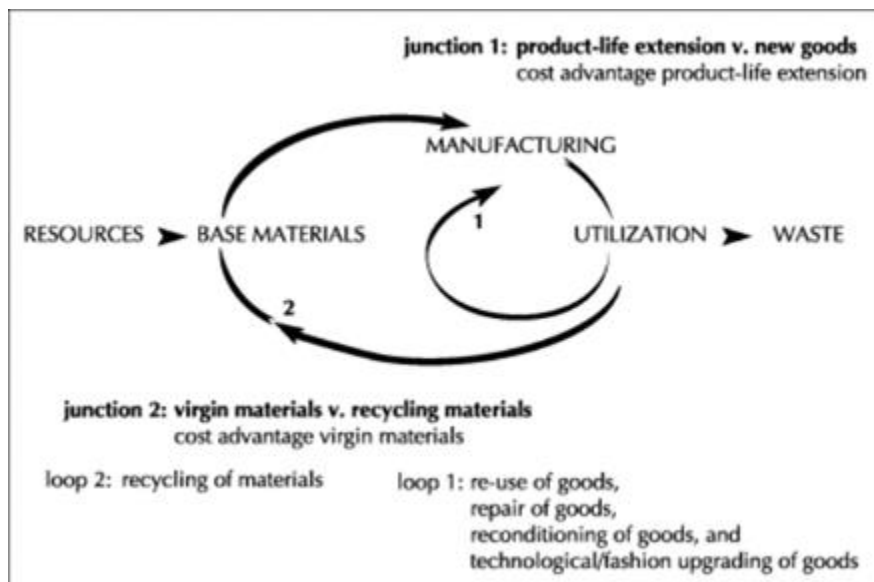 junction 1: product-life extension v. new goods
cost advantage product-life extension
MANUFACTURING
1
RESOURCES
BASE MATERIALS
UTILIZATION
WASTE
2
junction 2: virgin materials v. recycling materials
cost advantage virgin materials
loop 2: recycling of materials
loop 1: re-use of goods,
repair of goods,
reconditioning of goods, and
technological/fashion upgrading of goods